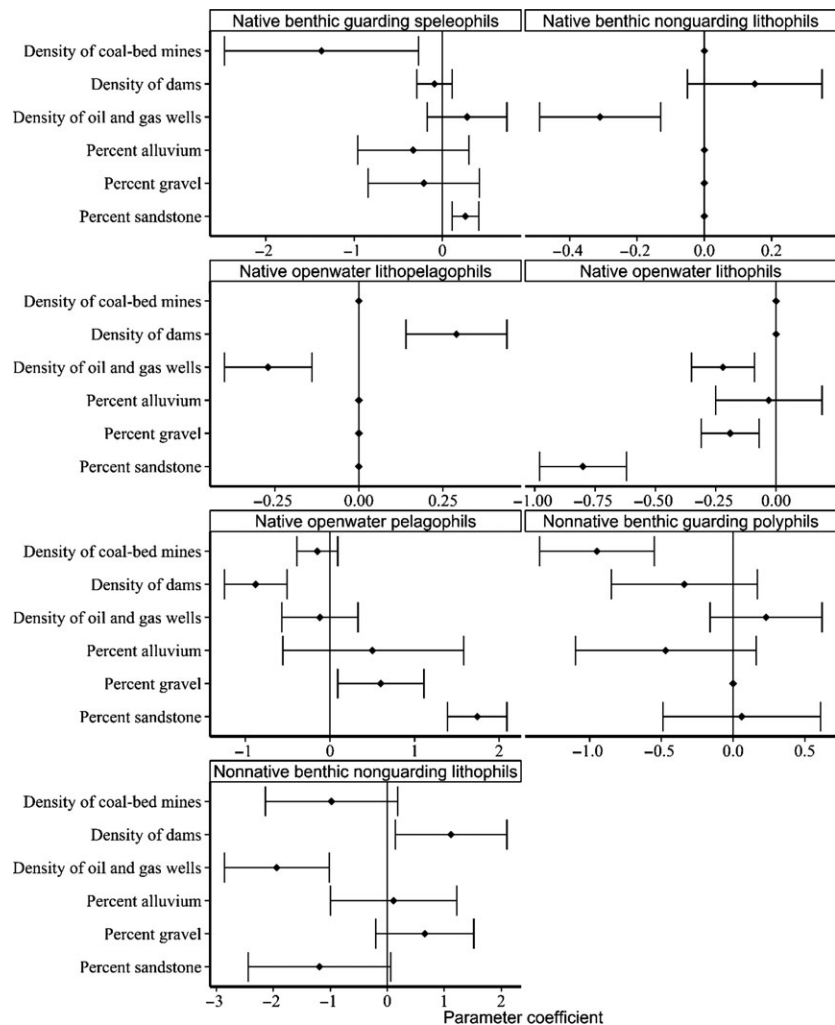 Native benthic guarding speleophils
Native benthic nonguarding lithophils
Density of coal-bed mines
Density of dams
Density of oil and gas wells
Percent alluvium
Percent gravel
Percent sandstone
−2 −1 0
−0.4 −0.2 0.0 0.2
Native openwater lithopelagophils
Native openwater lithophils
Density of coal-bed mines
Density of dams
Density of oil and gas wells
Percent alluvium
Percent gravel
Percent sandstone
−0.25 0.00 0.25
−1.00 −0.75 −0.50 −0.25 0.00
Native openwater pelagophils
Nonnative benthic guarding polyphils
Density of coal-bed mines
Density of dams
Density of oil and gas wells
Percent alluvium
Percent gravel
Percent sandstone
−1 0 1 2
−1.0 −0.5 0.0 0.5
Nonnative benthic nonguarding lithophils
Density of coal-bed mines
Density of dams
Density of oil and gas wells
Percent alluvium
Percent gravel
Percent sandstone
−3 −2 −1 0 1 2
Parameter coefficient